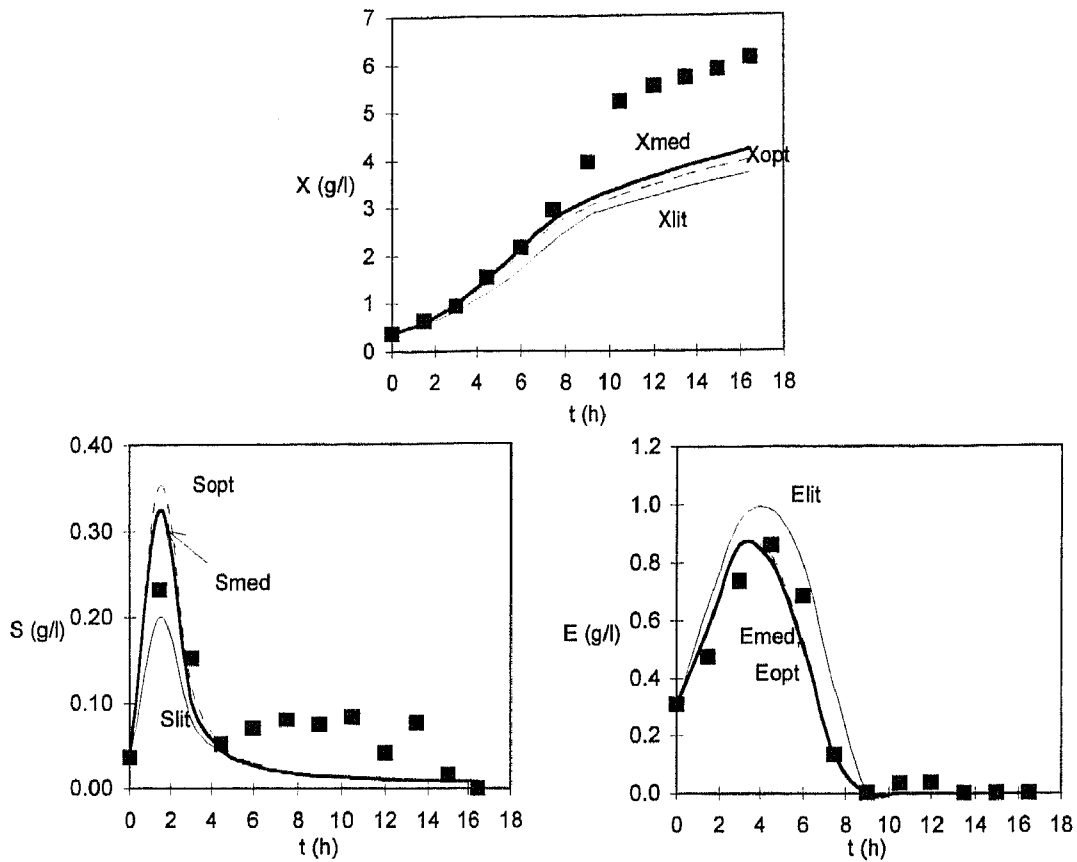 7
6
5
4
X (g/l)
3
2
1
0
Xmed
Xopt
Xlit
0 2 4 6 8 10 12 14 16 18
t (h)
0.40
0.30
0.20
S (g/l)
0.10
0.00
Sopt
Smed
Slit
0 2 4 6 8 10 12 14 16 18
t (h)
1.2
1.0
0.8
0.6
E (g/l)
0.4
0.2
0.0
Elit
Emed,
Eopt
0 2 4 6 8 10 12 14 16 18
t (h)